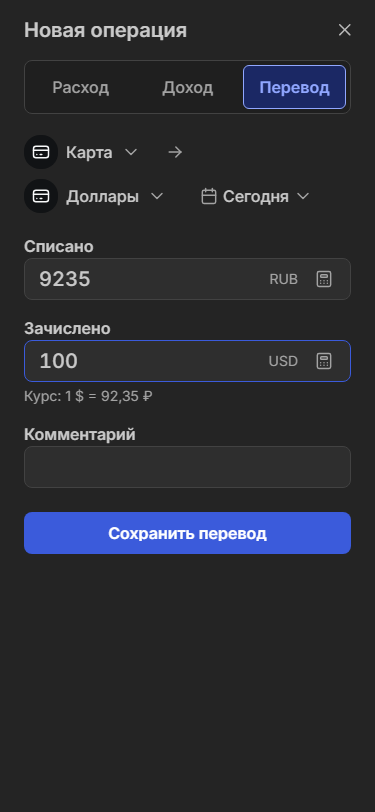 Новая операция
Расход Доход Перевод
Карта
Доллары Сегодня
Списано
9235 RUB
Зачислено
100 USD
Курс: 1 $ = 92,35 ₽
Комментарий
Сохранить перевод